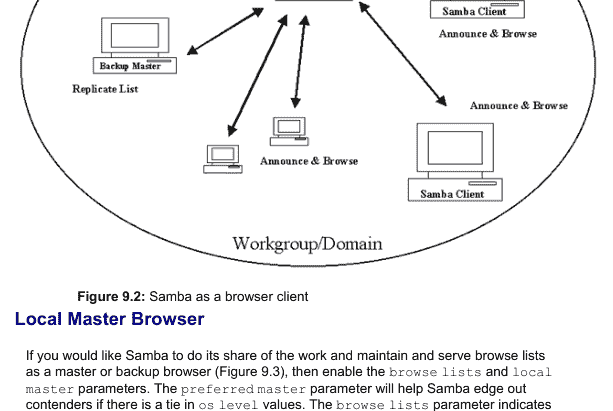 Samba Client
Announce & Browse
Backup Master
Replicate List
Announce & Browse
Announce & Browse
Samba Client
Workgroup/Domain
Figure 9.2: Samba as a browser client
Local Master Browser
If you would like Samba to do its share of the work and maintain and serve browse lists
as a master or backup browser (Figure 9.3), then enable the browse lists and local
master parameters. The preferred master parameter will help Samba edge out
contenders if there is a tie in os level values. The browse lists parameter indicates